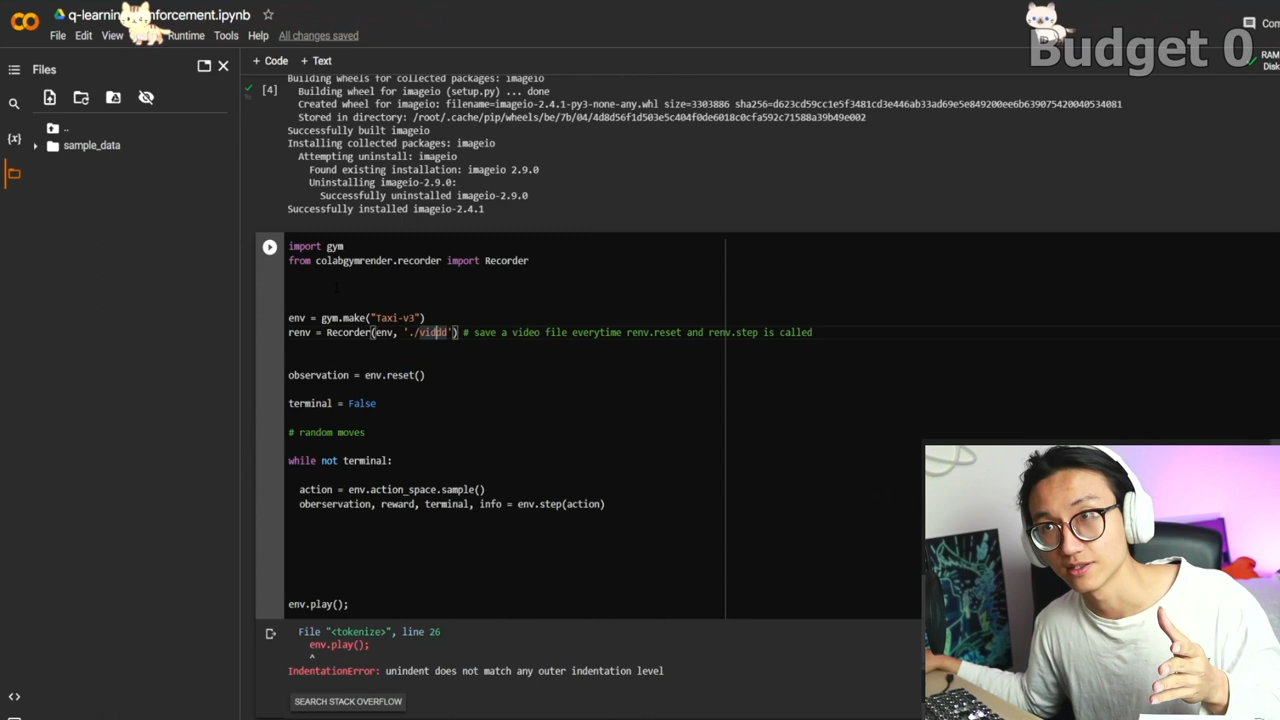 q-learning nforcement.ipynb
File Edit View Runtime Tools Help All changes saved
Budget 0
RAM
Disk
Files
+ Code + Text
..
sample_data
{x}
[4]
Building wheels for collected packages: imageio
Building wheel for imageio (setup.py) ... done
Created wheel for imageio: filename=imageio-2.4.1-py3-none-any.whl size=3303886 sha256=d623cd59cc1e5f3481cd3e446ab33ad69e5e849200ee6b639075420040534081
Stored in directory: /root/.cache/pip/wheels/be/7b/04/4d8d56f1d503e5c404f0de6018c0cfa592c71588a39b49e002
Successfully built imageio
Installing collected packages: imageio
Attempting uninstall: imageio
Found existing installation: imageio 2.9.0
Uninstalling imageio-2.9.0:
Successfully uninstalled imageio-2.9.0
Successfully installed imageio-2.4.1
import gym
from colabgymrender.recorder import Recorder
env = gym.make("Taxi-v3")
renv = Recorder(env, './viddd') # save a video file everytime renv.reset and renv.step is called
observation = env.reset()
terminal = False
# random moves
while not terminal:
action = env.action_space.sample()
oberservation, reward, terminal, info = env.step(action)
env.play();
File "<tokenize>", line 26
env.play();
^
IndentationError: unindent does not match any outer indentation level
SEARCH STACK OVERFLOW